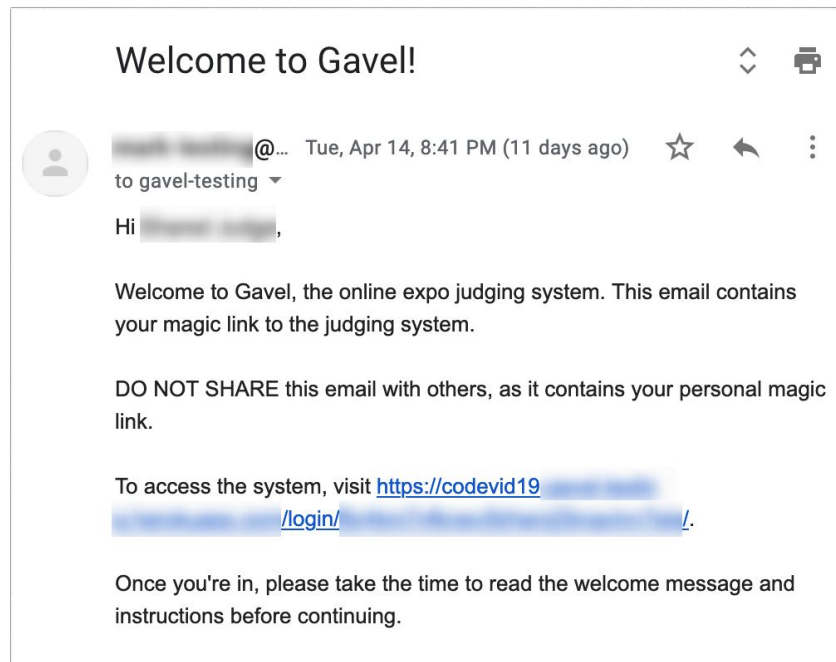 Welcome to Gavel!
@... Tue, Apr 14, 8:41 PM (11 days ago)
to gavel-testing
Hi ,
Welcome to Gavel, the online expo judging system. This email contains
your magic link to the judging system.
DO NOT SHARE this email with others, as it contains your personal magic
link.
To access the system, visit https://codevid19
/login/ /.
Once you're in, please take the time to read the welcome message and
instructions before continuing.